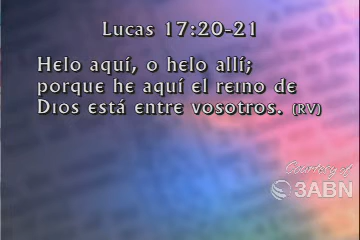 Lucas 17:20-21
Helo aquí, o helo allí;
porque he aquí el reino de
Dios está entre vosotros. (RV)
Courtesy of
3ABN